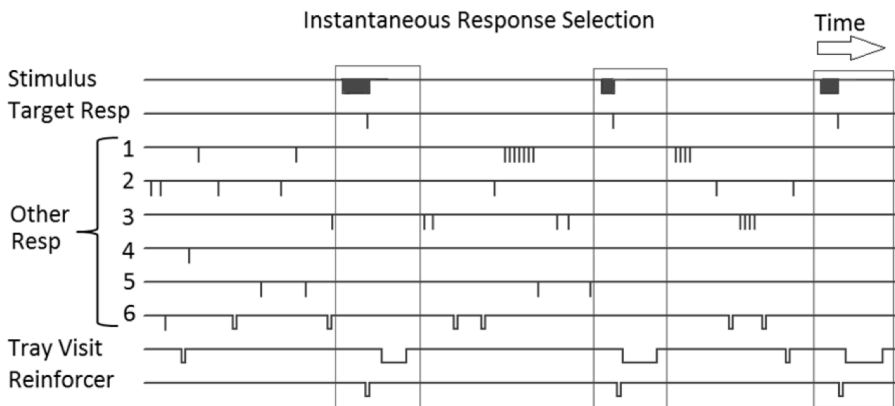 Instantaneous Response Selection
Time
Stimulus
Target Resp
1
2
Other
Resp
3
4
5
6
Tray Visit
Reinforcer